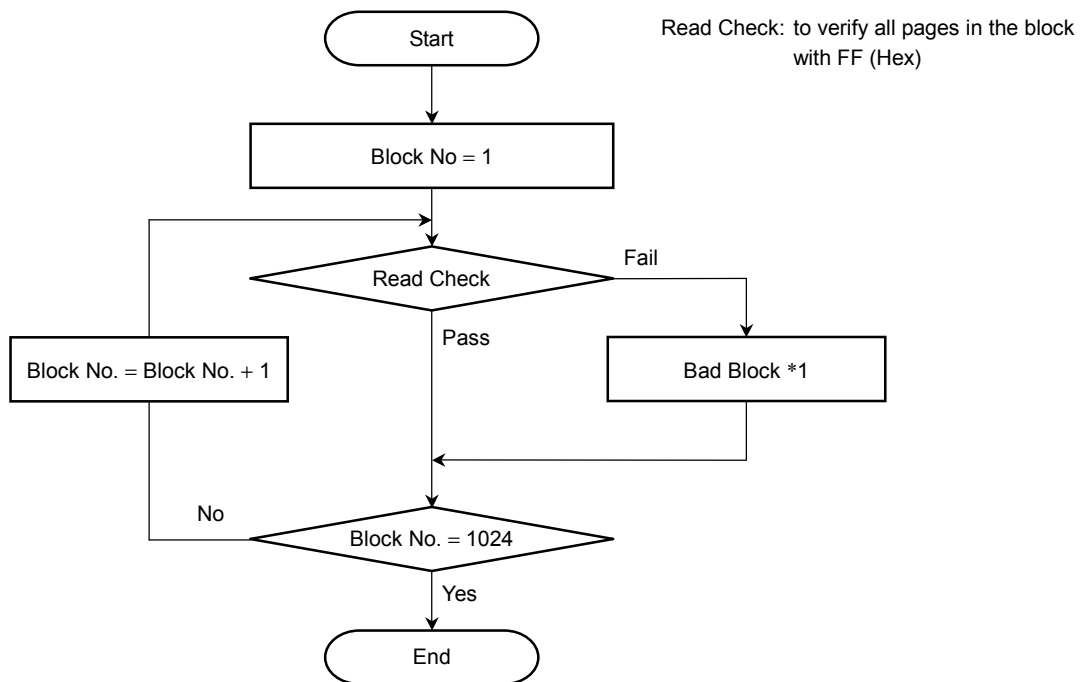 Start
Read Check: to verify all pages in the block
with FF (Hex)
Block No = 1
Read Check
Fail
Pass
Block No. = Block No. + 1
Bad Block *1
No
Block No. = 1024
Yes
End